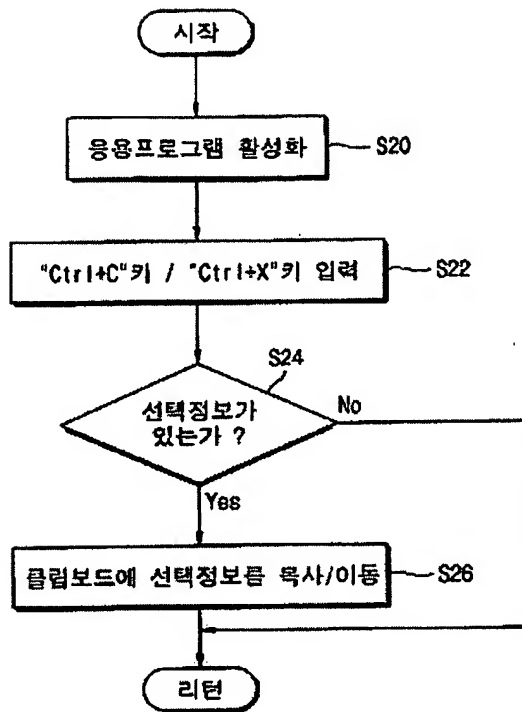 시작
응용프로그램 활성화
S20
"Ctrl+C"키 / "Ctrl+X"키 입력
S22
S24
선택정보가
있는가 ?
No
Yes
클립보드에 선택정보를 복사/이동
S26
리턴